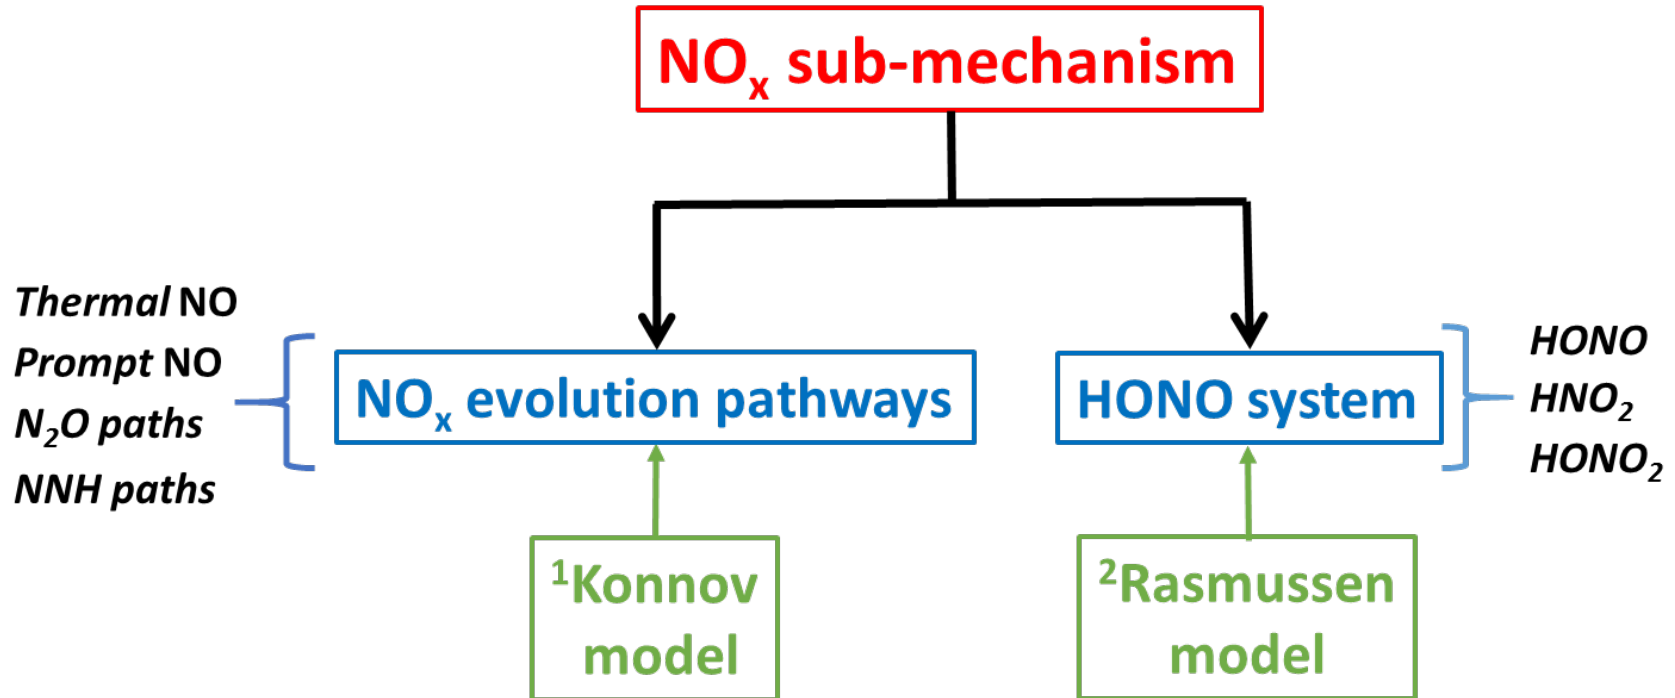 NOₓ sub-mechanism
Thermal NO
Prompt NO
N₂O paths
NNH paths
NOₓ evolution pathways
HONO system
HONO
HNO₂
HONO₂
¹Konnov
model
²Rasmussen
model